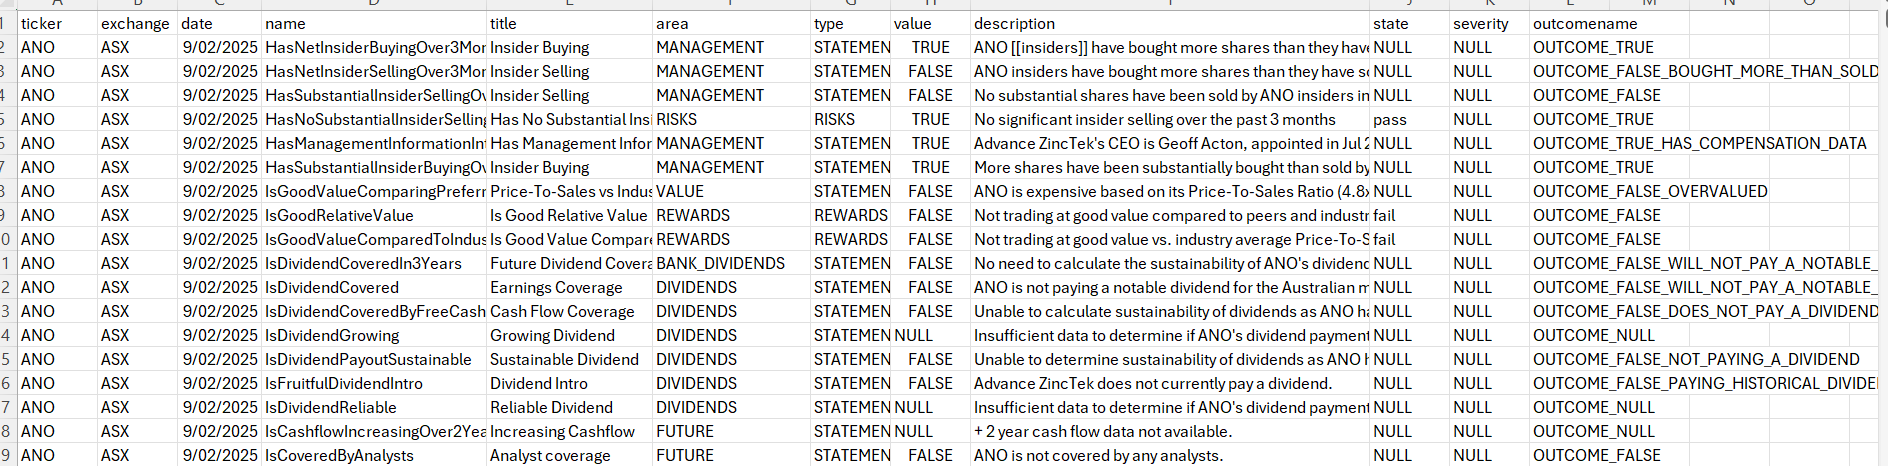 ticker exchange date name title area type value description state severity outcomename
2 ANO ASX 9/02/2025 HasNetInsiderBuyingOver3Mon Insider Buying MANAGEMENT STATEMEN TRUE ANO [[insiders]] have bought more shares than they have NULL NULL OUTCOME_TRUE
3 ANO ASX 9/02/2025 HasNetInsiderSellingOver3Mor Insider Selling MANAGEMENT STATEMEN FALSE ANO insiders have bought more shares than they have so NULL NULL OUTCOME_FALSE_BOUGHT_MORE_THAN_SOLD
4 ANO ASX 9/02/2025 HasSubstantialInsiderSellingOv Insider Selling MANAGEMENT STATEMEN FALSE No substantial shares have been sold by ANO insiders in NULL NULL OUTCOME_FALSE
5 ANO ASX 9/02/2025 HasNoSubstantialInsiderSelling Has No Substantial Insi RISKS RISKS TRUE No significant insider selling over the past 3 months pass NULL OUTCOME_TRUE
6 ANO ASX 9/02/2025 HasManagementInformationInt Has Management Infor MANAGEMENT STATEMEN TRUE Advance ZincTek's CEO is Geoff Acton, appointed in Jul 2 NULL NULL OUTCOME_TRUE_HAS_COMPENSATION_DATA
7 ANO ASX 9/02/2025 HasSubstantialInsiderBuyingOv Insider Buying MANAGEMENT STATEMEN TRUE More shares have been substantially bought than sold by NULL NULL OUTCOME_TRUE
8 ANO ASX 9/02/2025 IsGoodValueComparingPreferr Price-To-Sales vs Indus VALUE STATEMEN FALSE ANO is expensive based on its Price-To-Sales Ratio (4.8x NULL NULL OUTCOME_FALSE_OVERVALUED
9 ANO ASX 9/02/2025 IsGoodRelativeValue Is Good Relative Value REWARDS REWARDS FALSE Not trading at good value compared to peers and industr fail NULL OUTCOME_FALSE
0 ANO ASX 9/02/2025 IsGoodValueComparedToIndus Is Good Value Compare REWARDS REWARDS FALSE Not trading at good value vs. industry average Price-To-S fail NULL OUTCOME_FALSE
1 ANO ASX 9/02/2025 IsDividendCoveredIn3Years Future Dividend Covera BANK_DIVIDENDS STATEMEN FALSE No need to calculate the sustainability of ANO's dividend NULL NULL OUTCOME_FALSE_WILL_NOT_PAY_A_NOTABLE_
2 ANO ASX 9/02/2025 IsDividendCovered Earnings Coverage DIVIDENDS STATEMEN FALSE ANO is not paying a notable dividend for the Australian m NULL NULL OUTCOME_FALSE_WILL_NOT_PAY_A_NOTABLE_
3 ANO ASX 9/02/2025 IsDividendCoveredByFreeCash Cash Flow Coverage DIVIDENDS STATEMEN FALSE Unable to calculate sustainability of dividends as ANO ha NULL NULL OUTCOME_FALSE_DOES_NOT_PAY_A_DIVIDEND
4 ANO ASX 9/02/2025 IsDividendGrowing Growing Dividend DIVIDENDS STATEMEN NULL Insufficient data to determine if ANO's dividend payment NULL NULL OUTCOME_NULL
5 ANO ASX 9/02/2025 IsDividendPayoutSustainable Sustainable Dividend DIVIDENDS STATEMEN FALSE Unable to determine sustainability of dividends as ANO h NULL NULL OUTCOME_FALSE_NOT_PAYING_A_DIVIDEND
6 ANO ASX 9/02/2025 IsFruitfulDividendIntro Dividend Intro DIVIDENDS STATEMEN FALSE Advance ZincTek does not currently pay a dividend. NULL NULL OUTCOME_FALSE_PAYING_HISTORICAL_DIVIDE
7 ANO ASX 9/02/2025 IsDividendReliable Reliable Dividend DIVIDENDS STATEMEN NULL Insufficient data to determine if ANO's dividend payment NULL NULL OUTCOME_NULL
8 ANO ASX 9/02/2025 IsCashflowIncreasingOver2Yea Increasing Cashflow FUTURE STATEMEN NULL + 2 year cash flow data not available. NULL NULL OUTCOME_NULL
9 ANO ASX 9/02/2025 IsCoveredByAnalysts Analyst coverage FUTURE STATEMEN FALSE ANO is not covered by any analysts. NULL NULL OUTCOME_FALSE